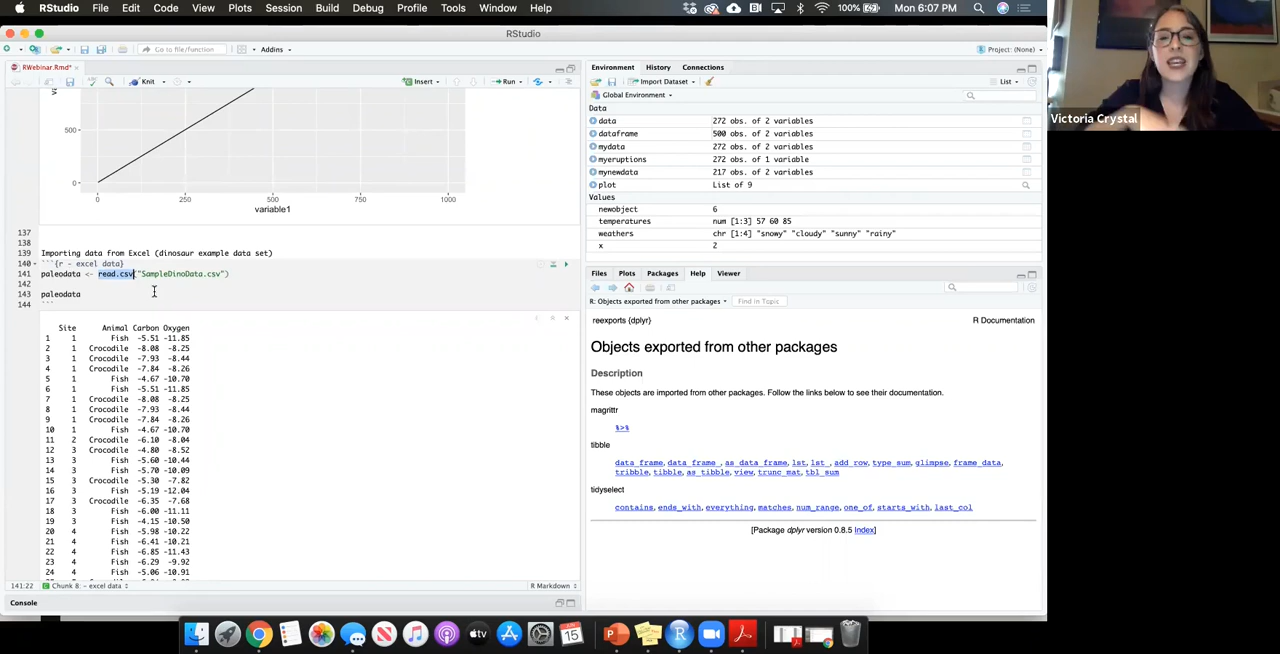 RStudio File Edit Code View Plots Session Build Debug Profile Tools Window Help 100% Mon 6:07 PM
RStudio
Go to file/function Addins Project: (None)
RWebinar.Rmd*
Knit Insert Run
500
0
0 250 500 750 1000
variable1
137
138
139 Importing data from Excel (dinosaur example data set)
140 ```{r - excel data}
141 paleodata <- read.csv("SampleDinoData.csv")
142
143 paleodata
144 ```
Site Animal Carbon Oxygen
1 1 Fish -5.51 -11.85
2 1 Crocodile -8.08 -8.25
3 1 Crocodile -7.93 -8.44
4 1 Crocodile -7.84 -8.26
5 1 Fish -4.67 -10.70
6 1 Fish -5.51 -11.85
7 1 Crocodile -8.08 -8.25
8 1 Crocodile -7.93 -8.44
9 1 Crocodile -7.84 -8.26
10 1 Fish -4.67 -10.70
11 2 Crocodile -6.10 -8.04
12 3 Crocodile -4.80 -8.52
13 3 Fish -5.60 -10.44
14 3 Fish -5.70 -10.09
15 3 Crocodile -5.30 -7.82
16 3 Fish -5.19 -12.04
17 3 Crocodile -6.35 -7.68
18 3 Fish -6.00 -11.11
19 3 Fish -4.15 -10.50
20 4 Fish -5.98 -10.22
21 4 Fish -6.41 -10.21
22 4 Fish -6.85 -11.43
23 4 Fish -6.29 -9.92
24 4 Fish -5.06 -10.91
141:22 Chunk 8: - excel data R Markdown
Console
Environment History Connections
Import Dataset List
Global Environment
Data
data 272 obs. of 2 variables
dataframe 500 obs. of 2 variables
mydata 272 obs. of 2 variables
myeruptions 272 obs. of 1 variable
mynewdata 217 obs. of 2 variables
plot List of 9
Values
newobject 6
temperatures num [1:3] 57 60 85
weathers chr [1:4] "snowy" "cloudy" "sunny" "rainy"
x 2
Files Plots Packages Help Viewer
R: Objects exported from other packages Find in Topic
reexports {dplyr} R Documentation
Objects exported from other packages
Description
These objects are imported from other packages. Follow the links below to see their documentation.
magrittr
%>%
tibble
data_frame, data_frame_, as_data_frame, lst, lst_, add_row, type_sum, glimpse, frame_data,
tribble, tibble, as_tibble, view, trunc_mat, tbl_sum
tidyselect
contains, ends_with, everything, matches, num_range, one_of, starts_with, last_col
[Package dplyr version 0.8.5 Index]
Victoria Crystal
tv
15